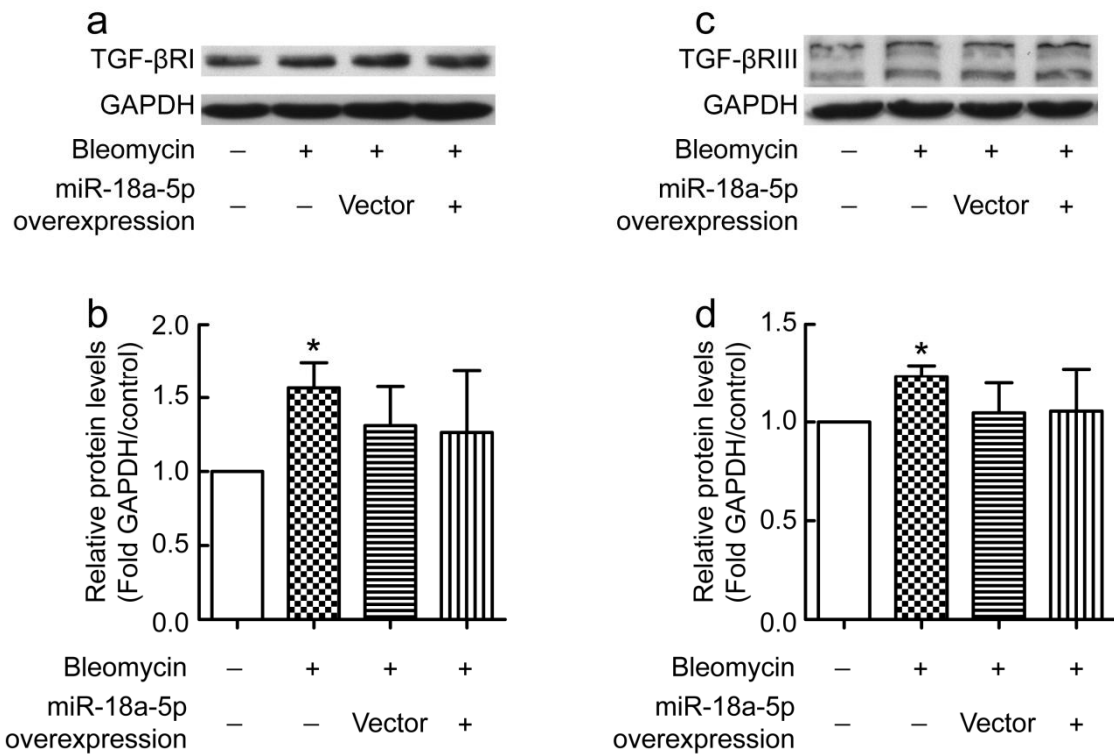 a
TGF-βRI
GAPDH
Bleomycin – + + +
miR-18a-5p
overexpression – – Vector +
c
TGF-βRIII
GAPDH
Bleomycin – + + +
miR-18a-5p
overexpression – – Vector +
b
Relative protein levels
(Fold GAPDH/control)
2.0
1.5
1.0
0.5
0.0
*
Bleomycin – + + +
miR-18a-5p
overexpression – – Vector +
d
Relative protein levels
(Fold GAPDH/control)
1.5
1.0
0.5
0.0
*
Bleomycin – + + +
miR-18a-5p
overexpression – – Vector +